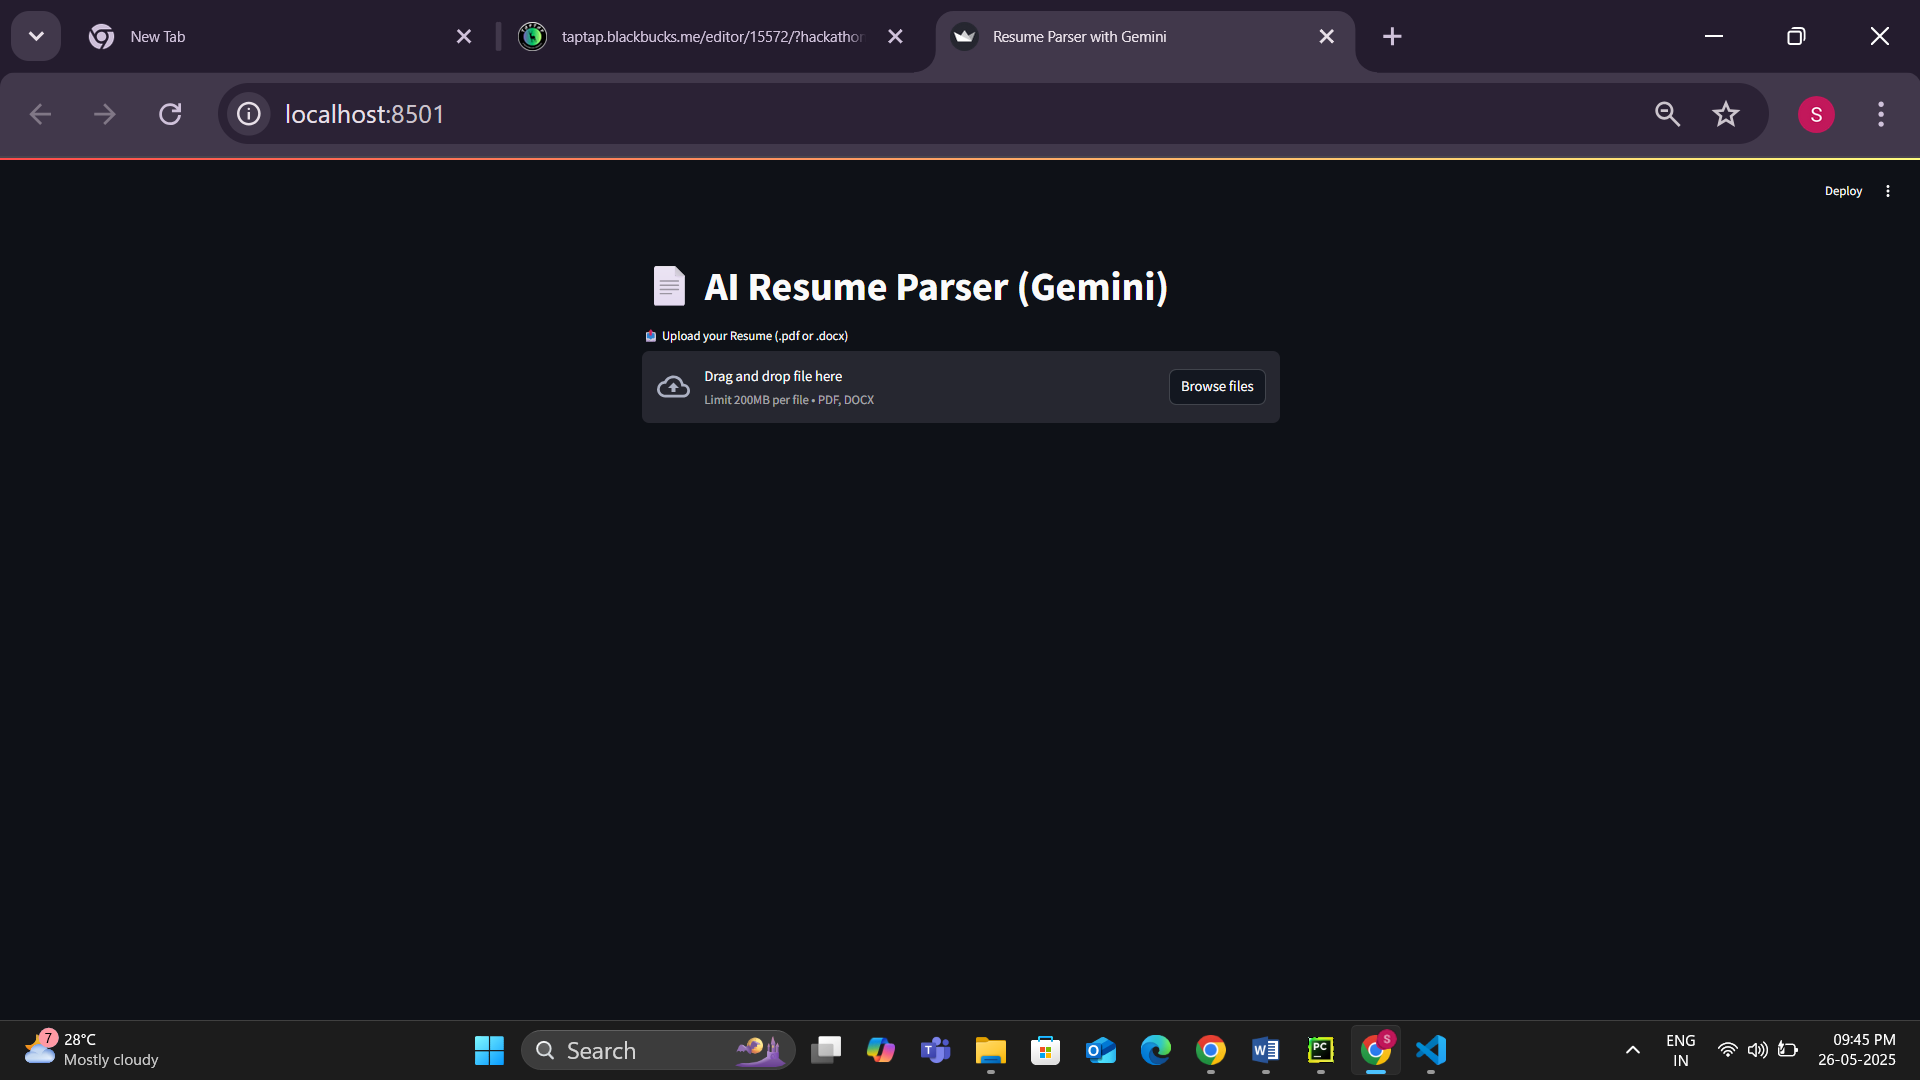 New Tab
taptap.blackbucks.me/editor/15572/?hackathor
Resume Parser with Gemini
localhost:8501
S
Deploy
AI Resume Parser (Gemini)
Upload your Resume (.pdf or .docx)
Drag and drop file here
Limit 200MB per file • PDF, DOCX
Browse files
7
28°C
Mostly cloudy
Search
T
O
W
PC
S
ENG
IN
09:45 PM
26-05-2025